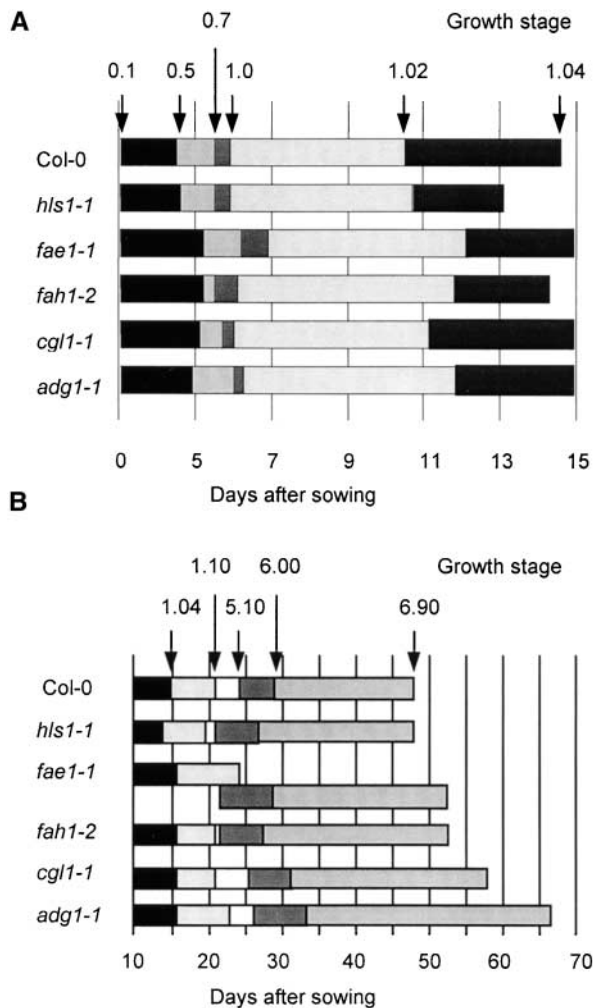 A
0.7
Growth stage
0.1 0.5 1.0 1.02 1.04
Col-0
hls1-1
fae1-1
fah1-2
cgl1-1
adg1-1
0 5 7 9 11 13 15
Days after sowing
B
1.10 6.00 Growth stage
1.04 5.10 6.90
Col-0
hls1-1
fae1-1
fah1-2
cgl1-1
adg1-1
10 20 30 40 50 60 70
Days after sowing